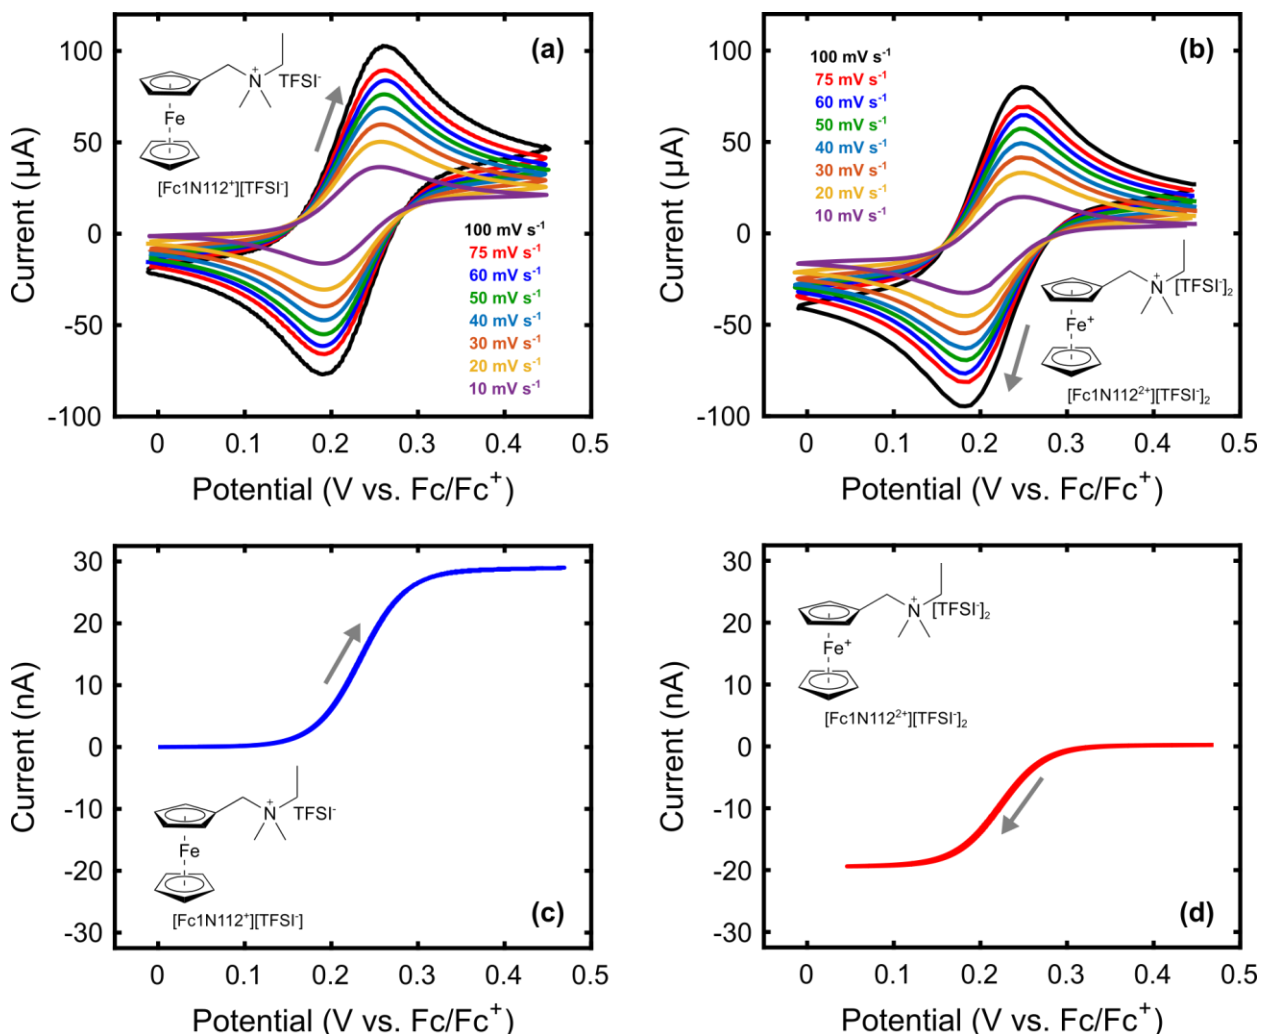 (a)
100
50
0
-50
-100
Current (µA)
N
+
TFSI⁻
Fe
[Fc1N112⁺][TFSI⁻]
100 mV s⁻¹
75 mV s⁻¹
60 mV s⁻¹
50 mV s⁻¹
40 mV s⁻¹
30 mV s⁻¹
20 mV s⁻¹
10 mV s⁻¹
0 0.1 0.2 0.3 0.4 0.5
Potential (V vs. Fc/Fc⁺)
(b)
100
50
0
-50
-100
Current (µA)
100 mV s⁻¹
75 mV s⁻¹
60 mV s⁻¹
50 mV s⁻¹
40 mV s⁻¹
30 mV s⁻¹
20 mV s⁻¹
10 mV s⁻¹
+
N
[TFSI⁻]₂
Fe⁺
[Fc1N112²⁺][TFSI⁻]₂
0 0.1 0.2 0.3 0.4 0.5
Potential (V vs. Fc/Fc⁺)
30
20
10
0
-10
-20
-30
Current (nA)
+
N
TFSI⁻
Fe
[Fc1N112⁺][TFSI⁻]
(c)
0 0.1 0.2 0.3 0.4 0.5
Potential (V vs. Fc/Fc⁺)
30
20
10
0
-10
-20
-30
Current (nA)
+
N
[TFSI⁻]₂
Fe⁺
[Fc1N112²⁺][TFSI⁻]₂
(d)
0 0.1 0.2 0.3 0.4 0.5
Potential (V vs. Fc/Fc⁺)